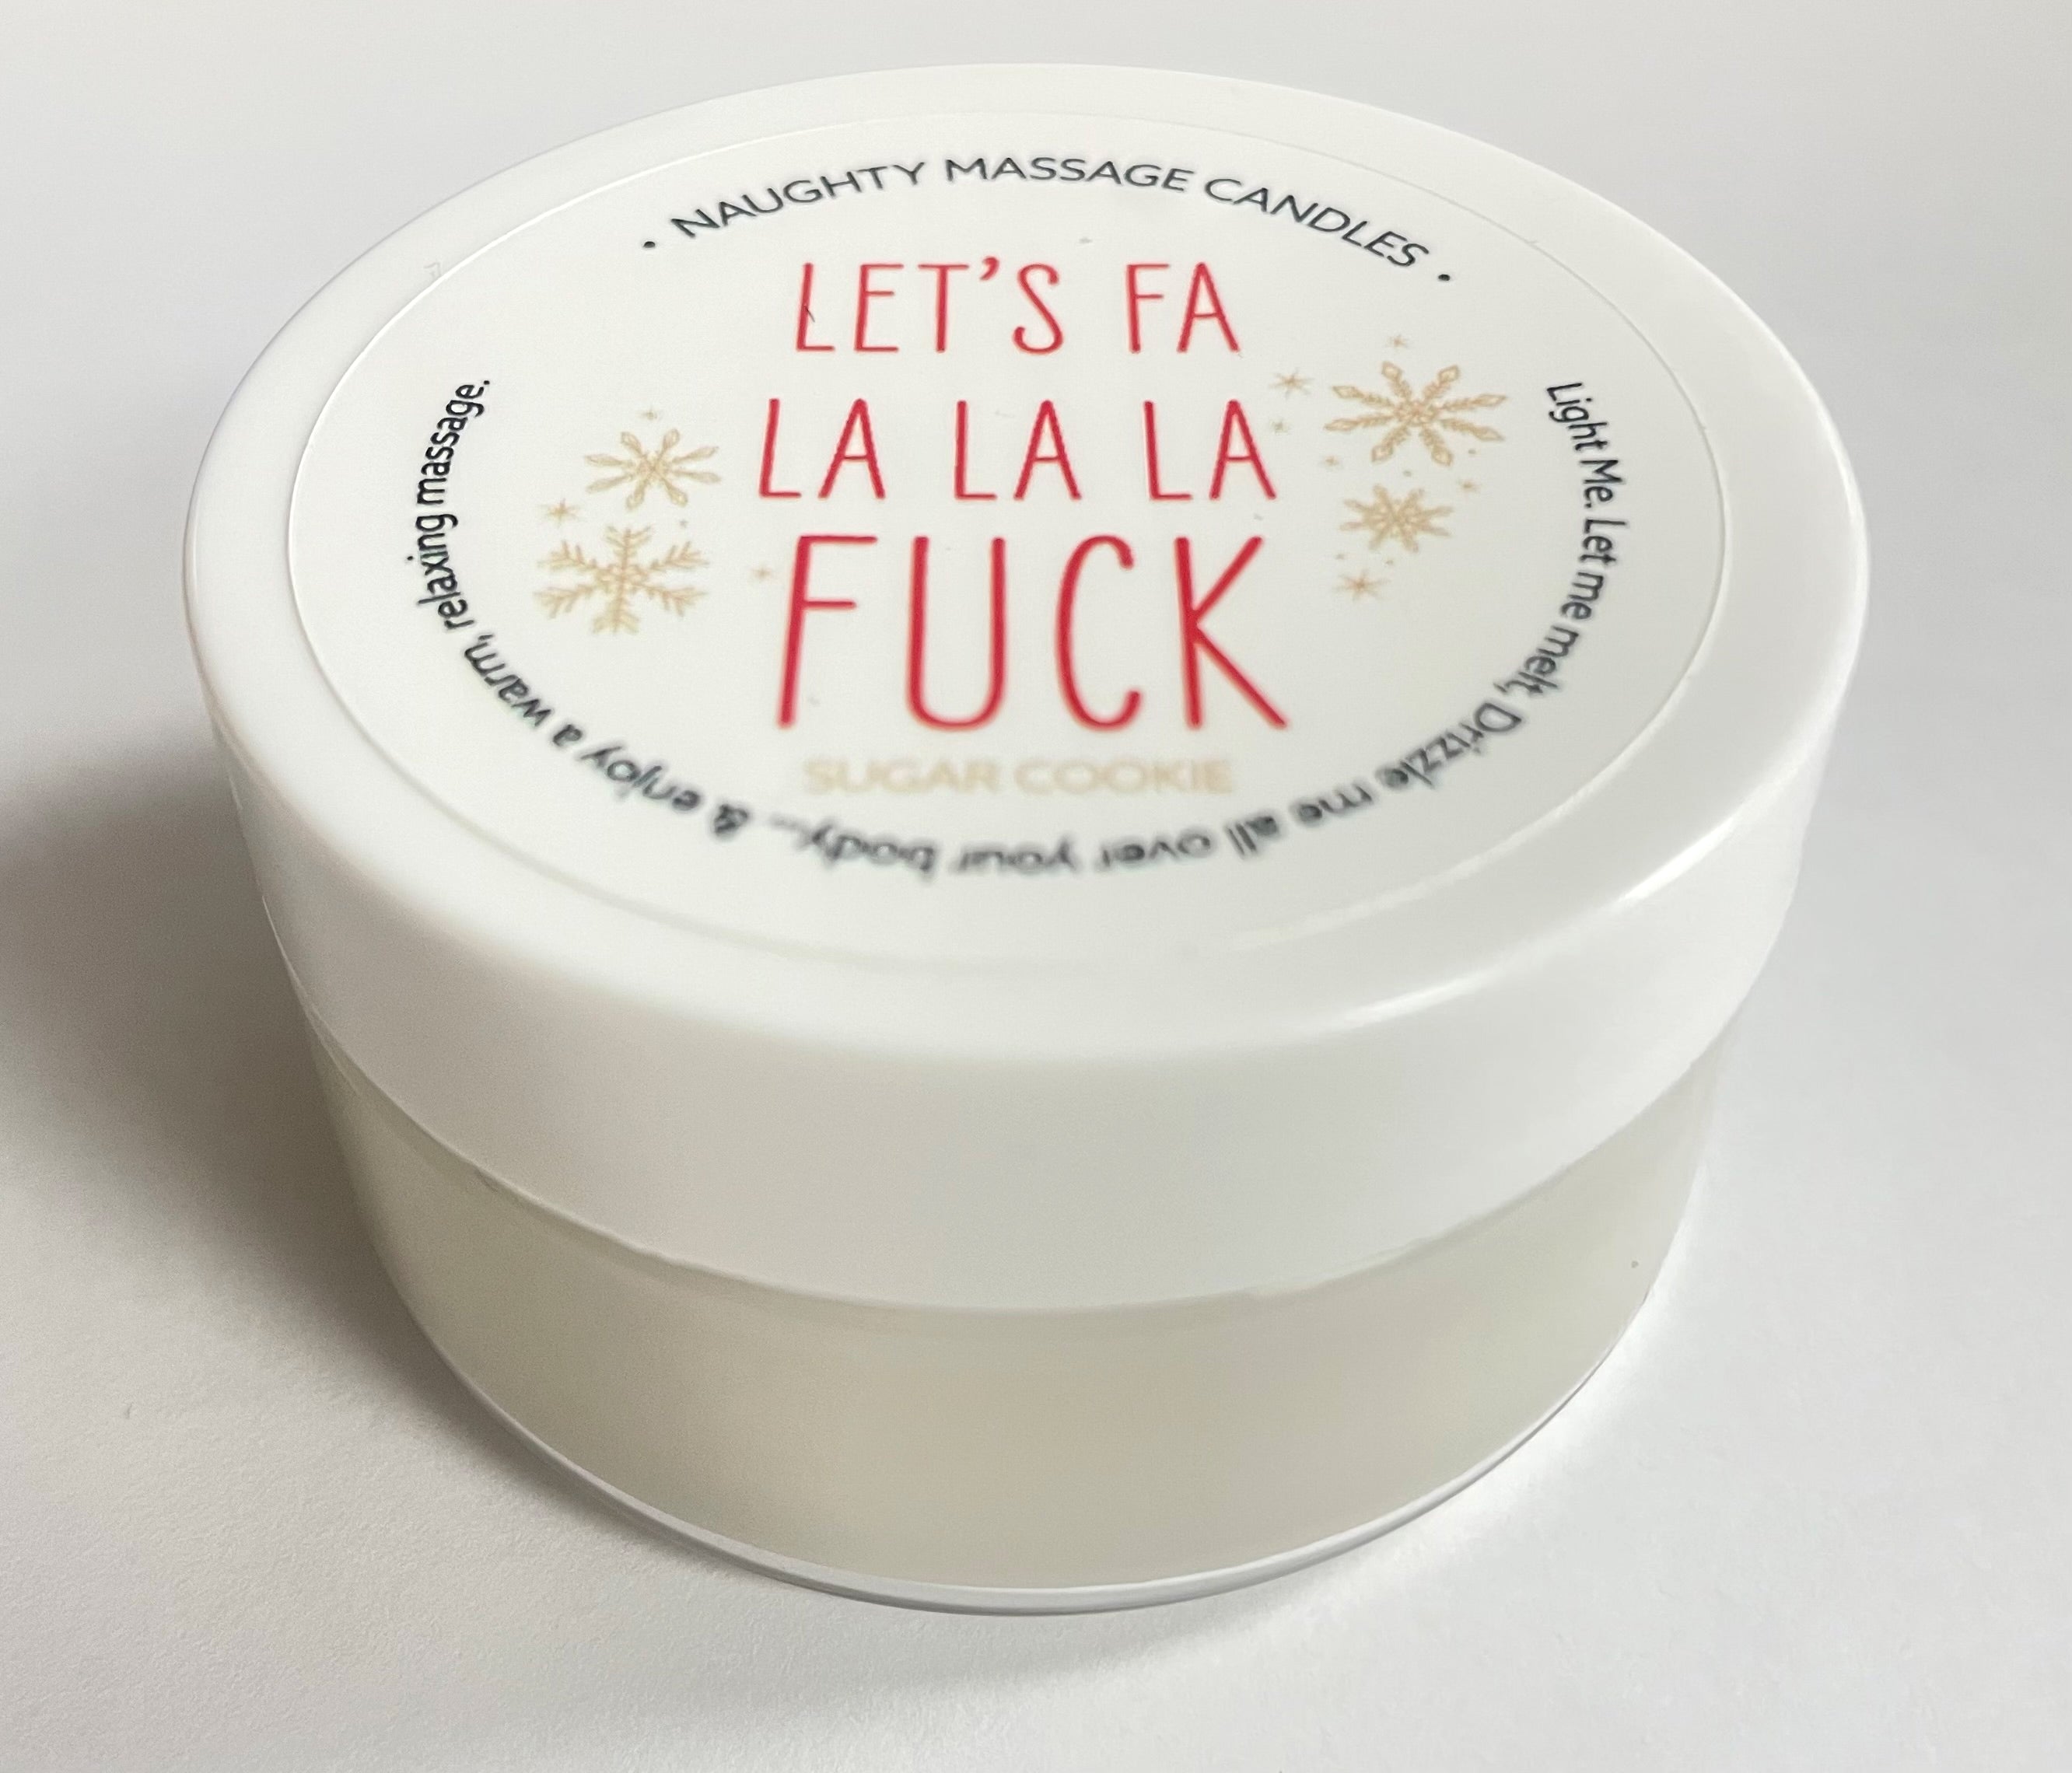 • NAUGHTY MASSAGE CANDLES •
LET'S FA
LA LA LA
FUCK
SUGAR COOKIE
Light Me. Let me melt, Drizzle me all over your body... & enjoy a warm, relaxing massage.